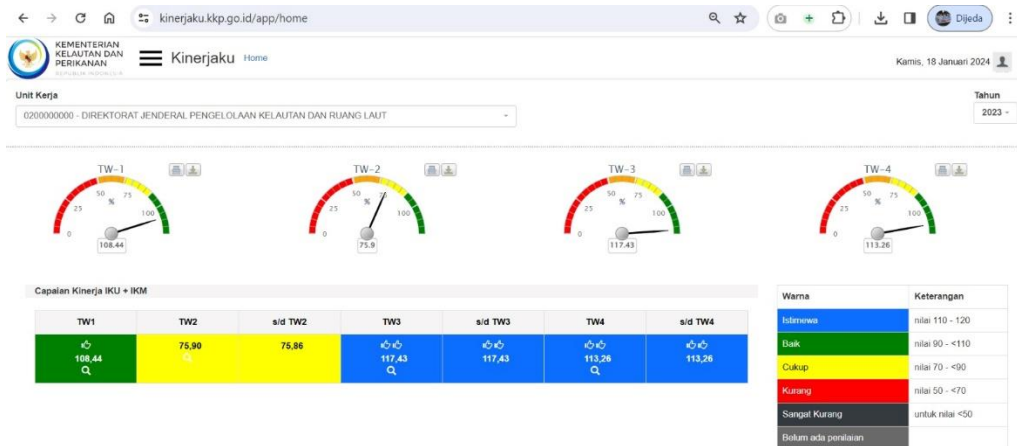 kinerjaku.kkp.go.id/app/home
Dijeda
KEMENTERIAN
KELAUTAN DAN
PERIKANAN
REPUBLIK INDONESIA
Kinerjaku Home
Kamis, 18 Januari 2024
Unit Kerja
Tahun
0200000000 - DIREKTORAT JENDERAL PENGELOLAAN KELAUTAN DAN RUANG LAUT
2023
TW-1
0 25 50 75 100
%
108.44
TW-2
0 25 50 75 100
%
75.9
TW-3
0 25 50 75 100
%
117.43
TW-4
0 25 50 75 100
%
113.26
Capaian Kinerja IKU + IKM
TW1 TW2 s/d TW2 TW3 s/d TW3 TW4 s/d TW4
108,44 75,90 75,86 117,43 117,43 113,26 113,26
Warna Keterangan
Istimewa nilai 110 - 120
Baik nilai 90 - <110
Cukup nilai 70 - <90
Kurang nilai 50 - <70
Sangat Kurang untuk nilai <50
Belum ada penilaian